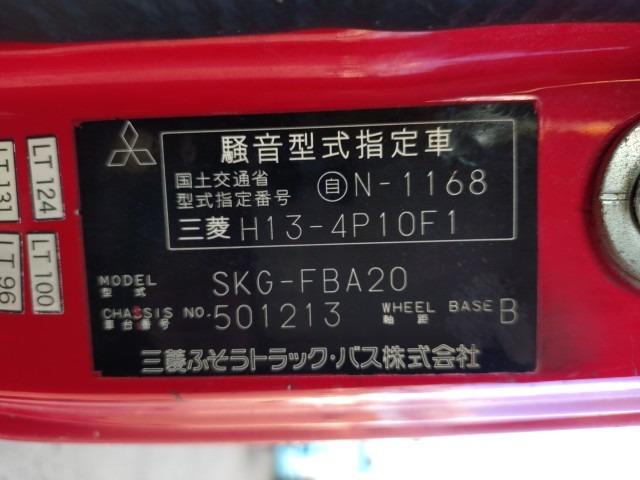 騒音型式指定車
国土交通省
型式指定番号 自N-1168
三菱 H13-4P10F1
MODEL
型式 SKG-FBA20
CHASSIS NO. 501213 WHEEL BASE B
車台番号 軸距
三菱ふそうトラック・バス株式会社
LT 131
LT 124
LT 96
LT 100